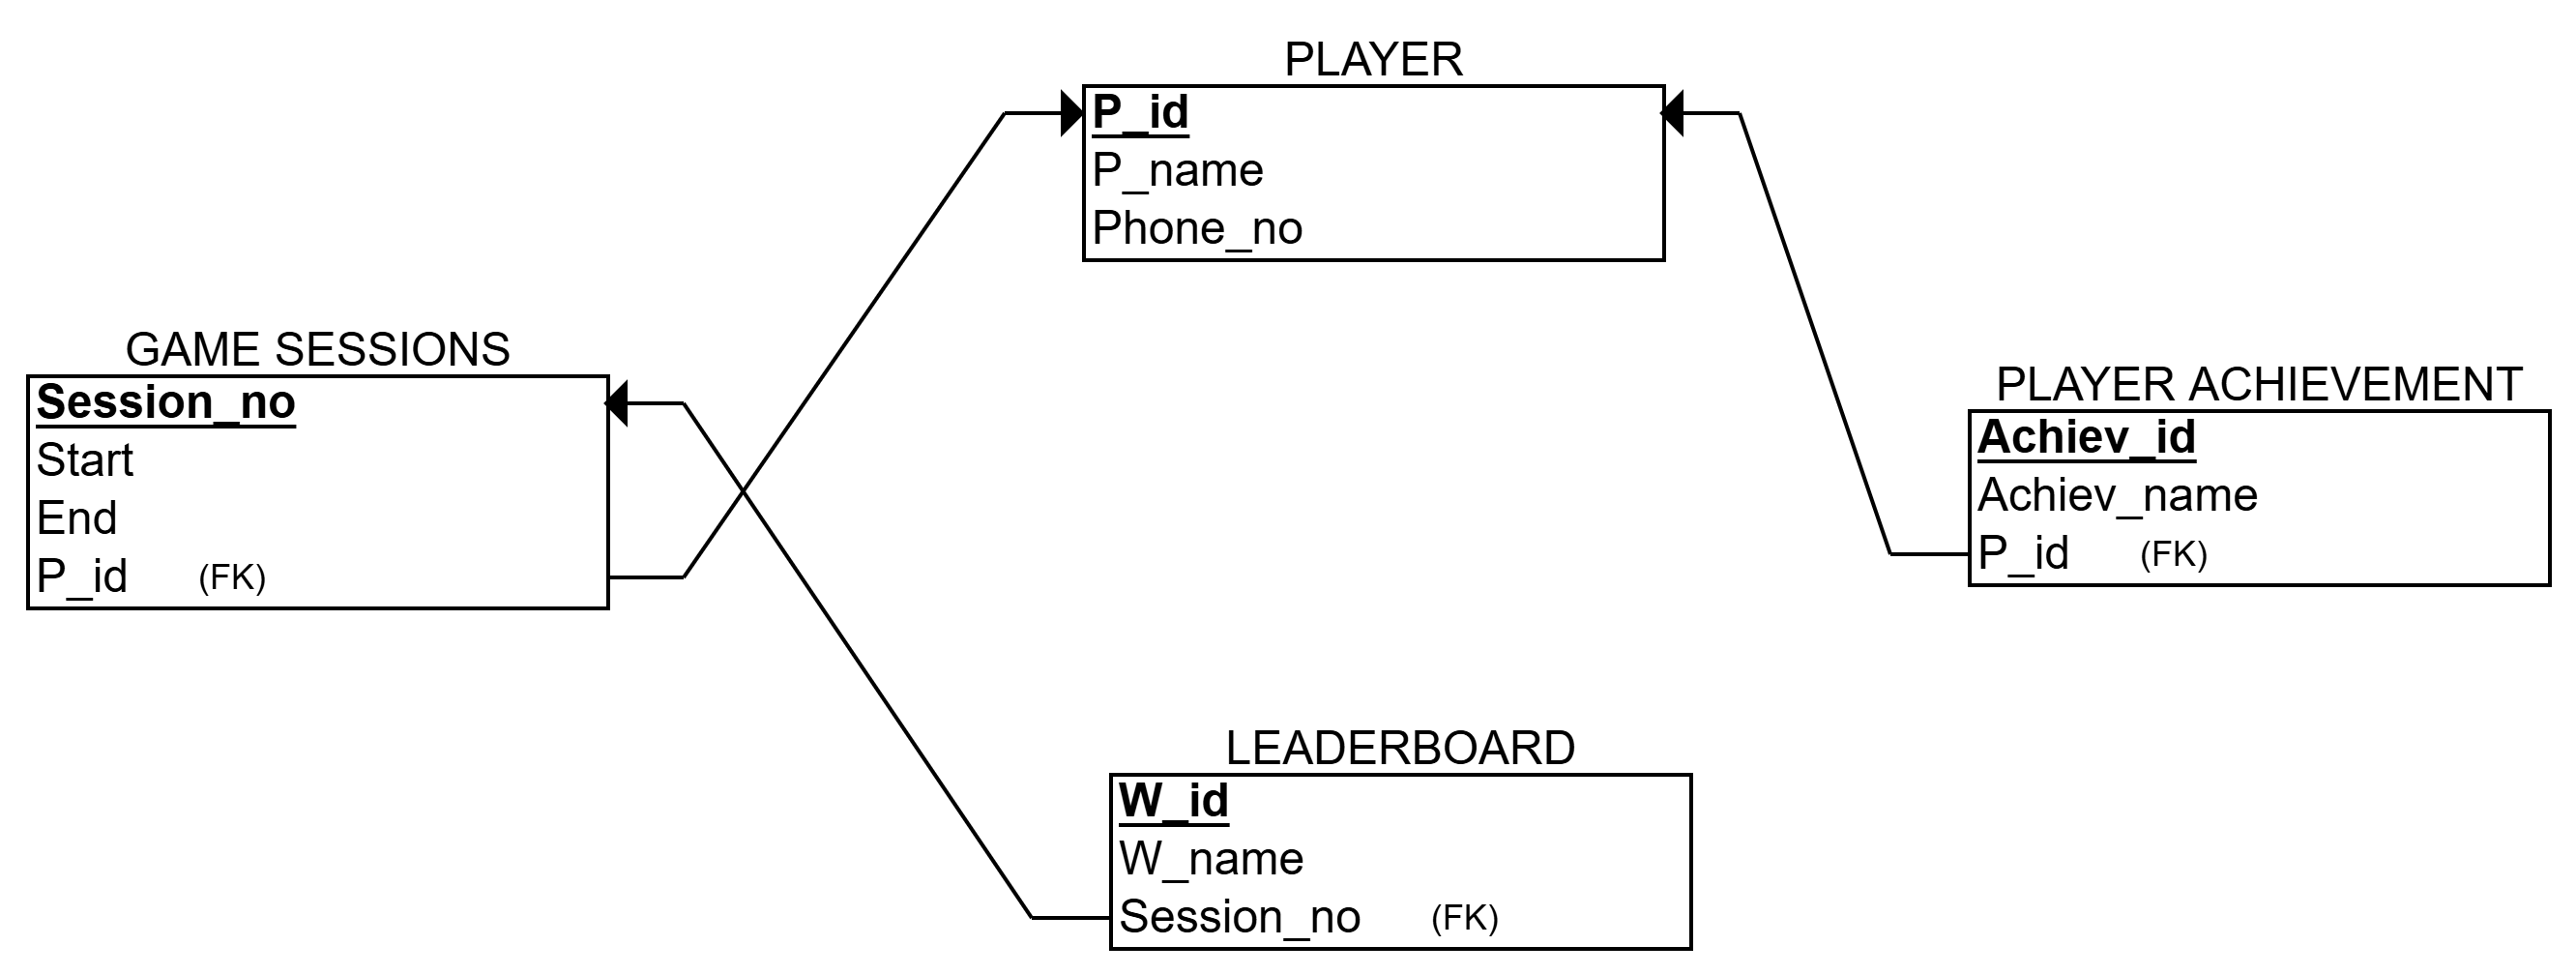 PLAYER
P_id
P_name
Phone_no
GAME SESSIONS
Session_no
Start
End
P_id (FK)
PLAYER ACHIEVEMENT
Achiev_id
Achiev_name
P_id (FK)
LEADERBOARD
W_id
W_name
Session_no (FK)